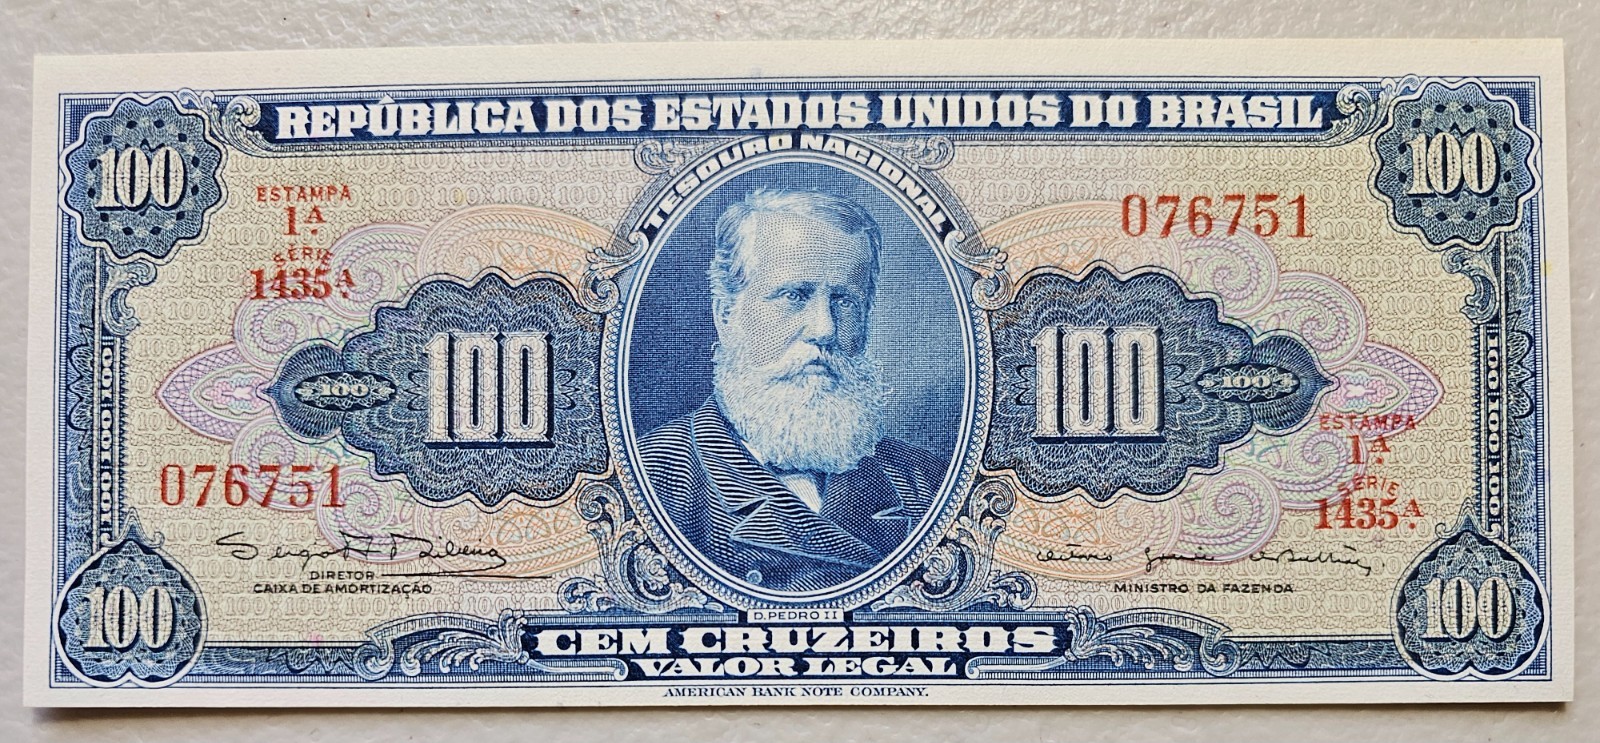 REPÚBLICA DOS ESTADOS UNIDOS DO BRASIL
TESOURO NACIONAL
100
100
ESTAMPA
1ª
SÉRIE
1435ª
076751
100
100
100
100
ESTAMPA
1ª
SÉRIE
1435ª
076751
DIRETOR
CAIXA DE AMORTIZAÇÃO
MINISTRO DA FAZENDA
D. PEDRO II
100
CEM CRUZEIROS
100
VALOR LEGAL
AMERICAN BANK NOTE COMPANY.